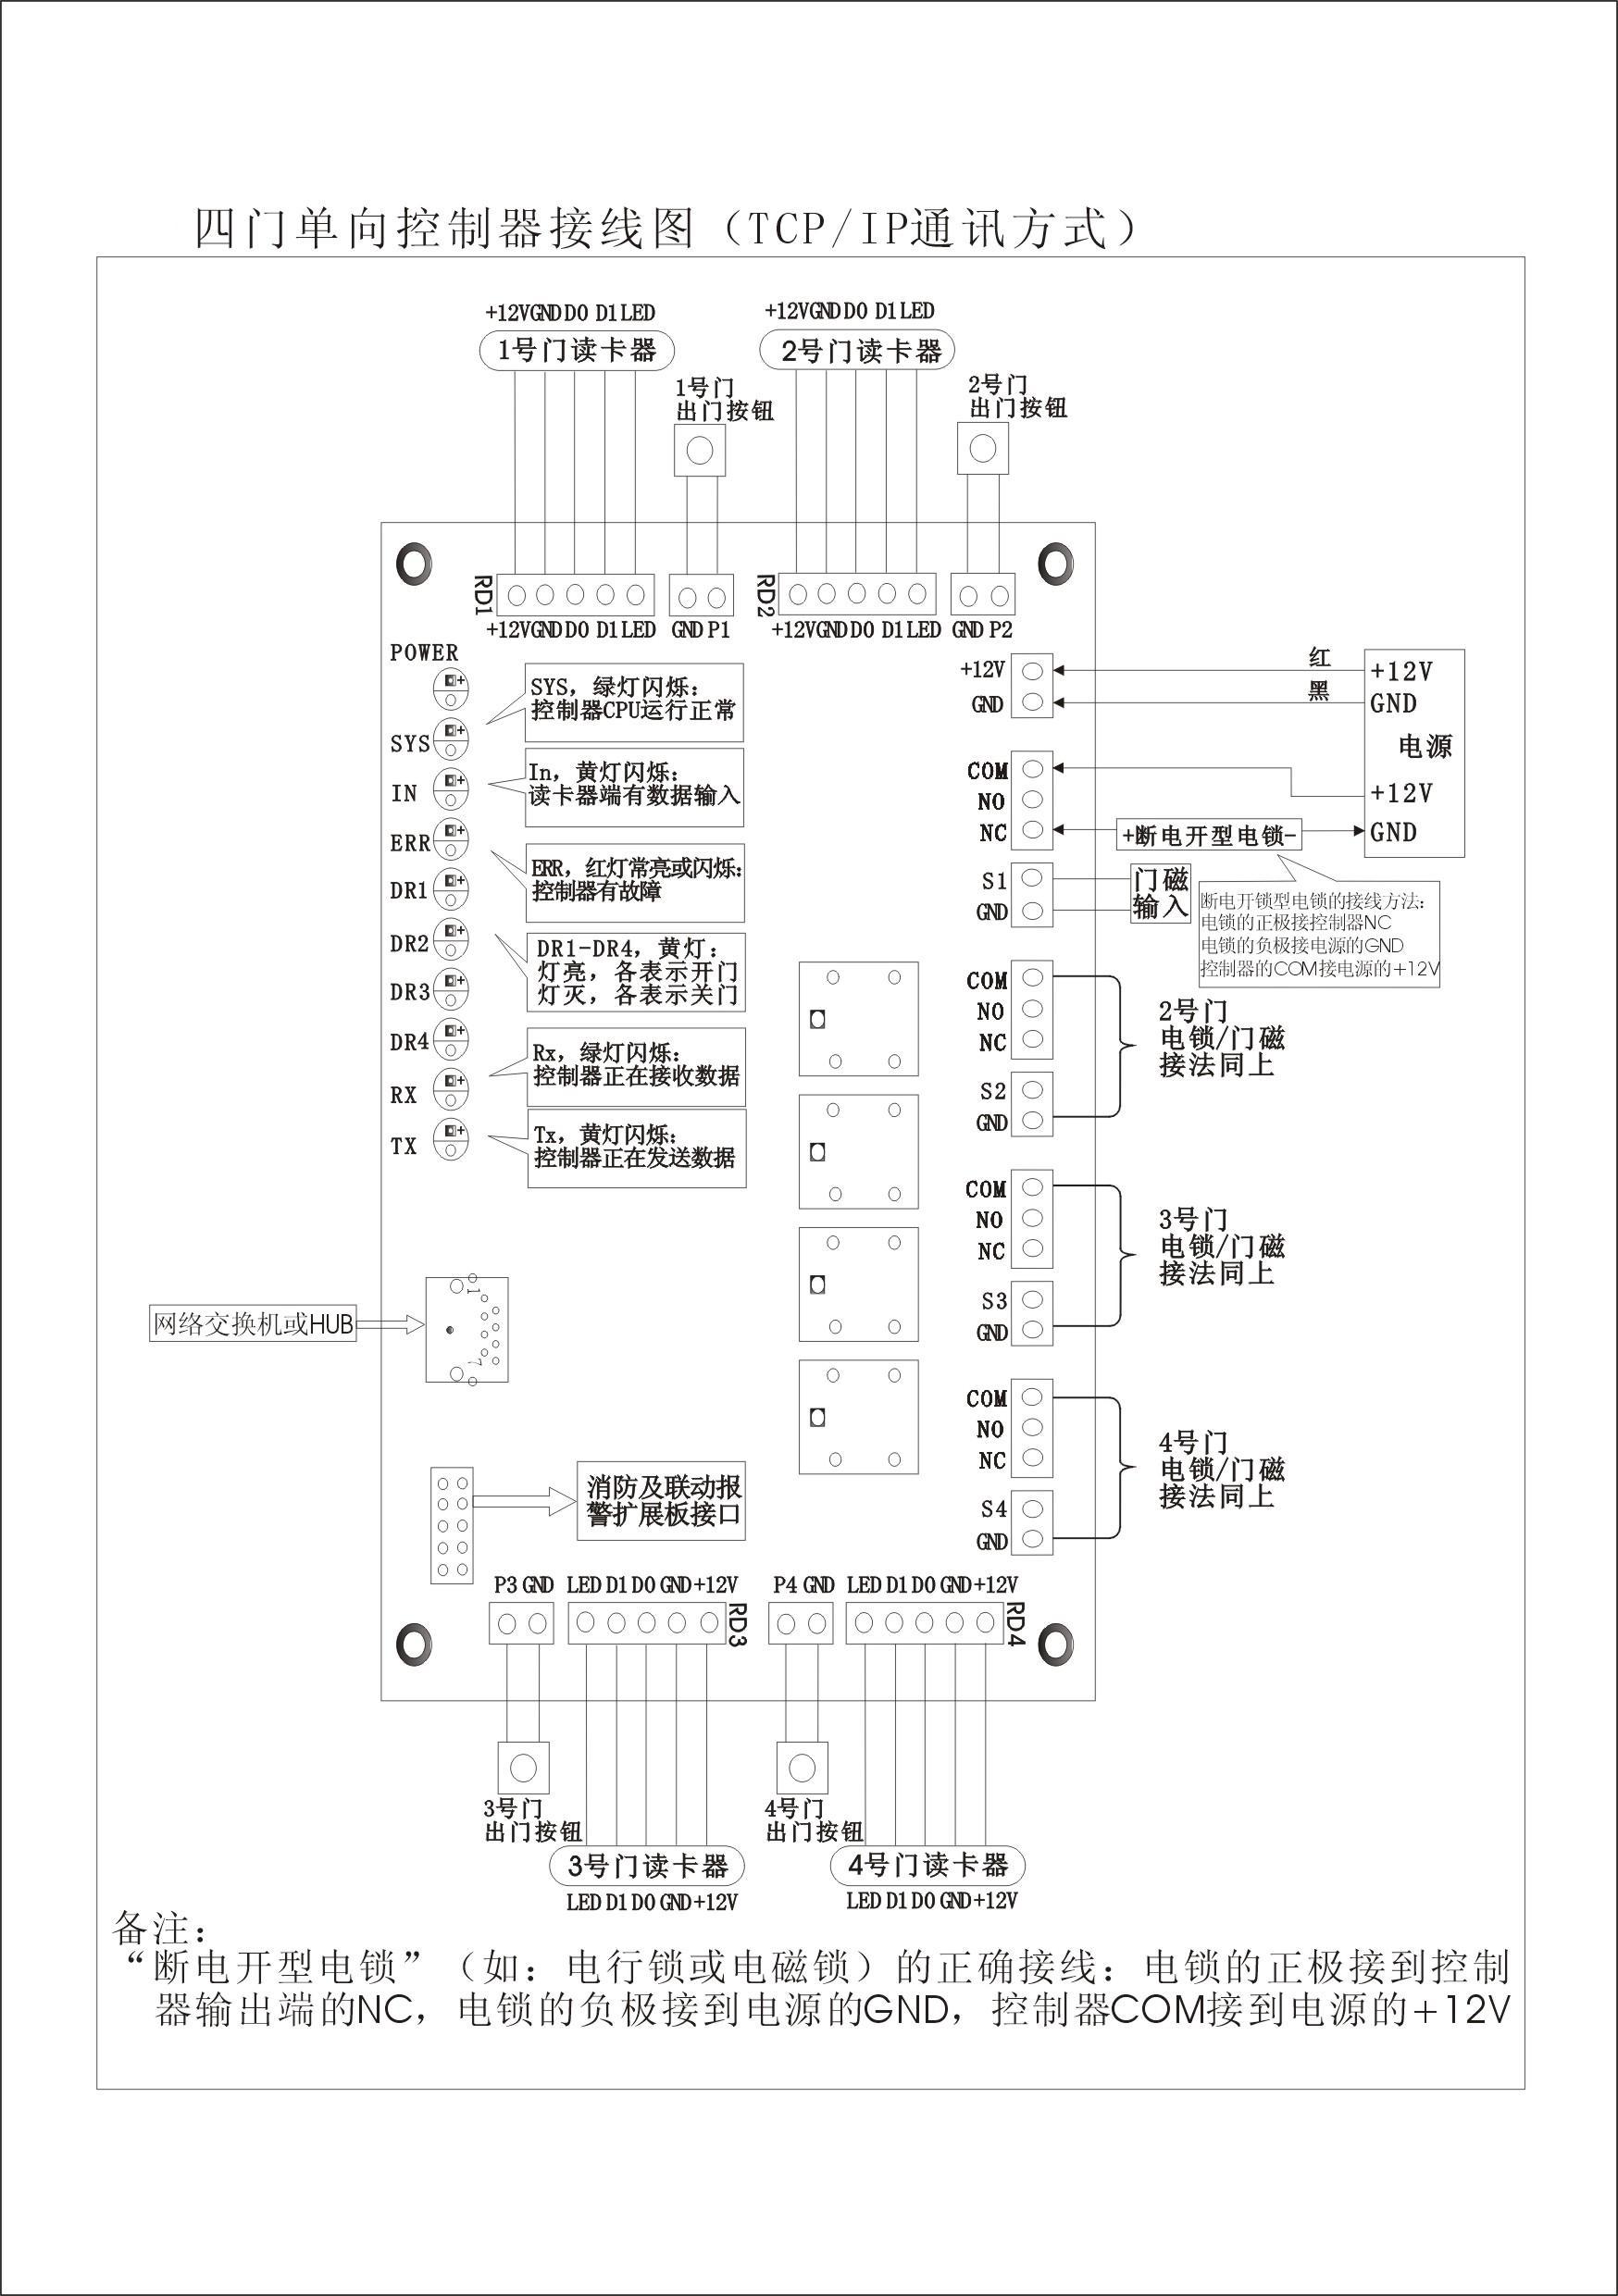 四门单向控制器接线图（TCP/IP通讯方式）
+12V GND D0 D1 LED
1号门读卡器
+12V GND D0 D1 LED
2号门读卡器
1号门
出门按钮
2号门
出门按钮
RD1
RD2
+12V GND D0 D1 LED
GND P1
+12V GND D0 D1 LED
GND P2
POWER
SYS
IN
ERR
DR1
DR2
DR3
DR4
RX
TX
SYS，绿灯闪烁：
控制器CPU运行正常
In，黄灯闪烁：
读卡器端有数据输入
ERR，红灯常亮或闪烁：
控制器有故障
DR1-DR4，黄灯：
灯亮，各表示开门
灯灭，各表示关门
Rx，绿灯闪烁：
控制器正在接收数据
Tx，黄灯闪烁：
控制器正在发送数据
+12V
GND
红
黑
+12V
GND
电源
+12V
GND
COM
NO
NC
+断电开型电锁-
S1
GND
门磁
输入
断电开锁型电锁的接线方法：
电锁的正极接控制器NC
电锁的负极接电源的GND
控制器的COM接电源的+12V
COM
NO
NC
S2
GND
2号门
电锁/门磁
接法同上
COM
NO
NC
S3
GND
3号门
电锁/门磁
接法同上
COM
NO
NC
S4
GND
4号门
电锁/门磁
接法同上
网络交换机或HUB
1
7
消防及联动报
警扩展板接口
P3 GND
LED D1 D0 GND +12V
P4 GND
LED D1 D0 GND +12V
RD3
RD4
3号门
出门按钮
4号门
出门按钮
3号门读卡器
4号门读卡器
LED D1 D0 GND +12V
LED D1 D0 GND +12V
备注：
“断电开型电锁”（如：电行锁或电磁锁）的正确接线：电锁的正极接到控制
器输出端的NC，电锁的负极接到电源的GND，控制器COM接到电源的+12V